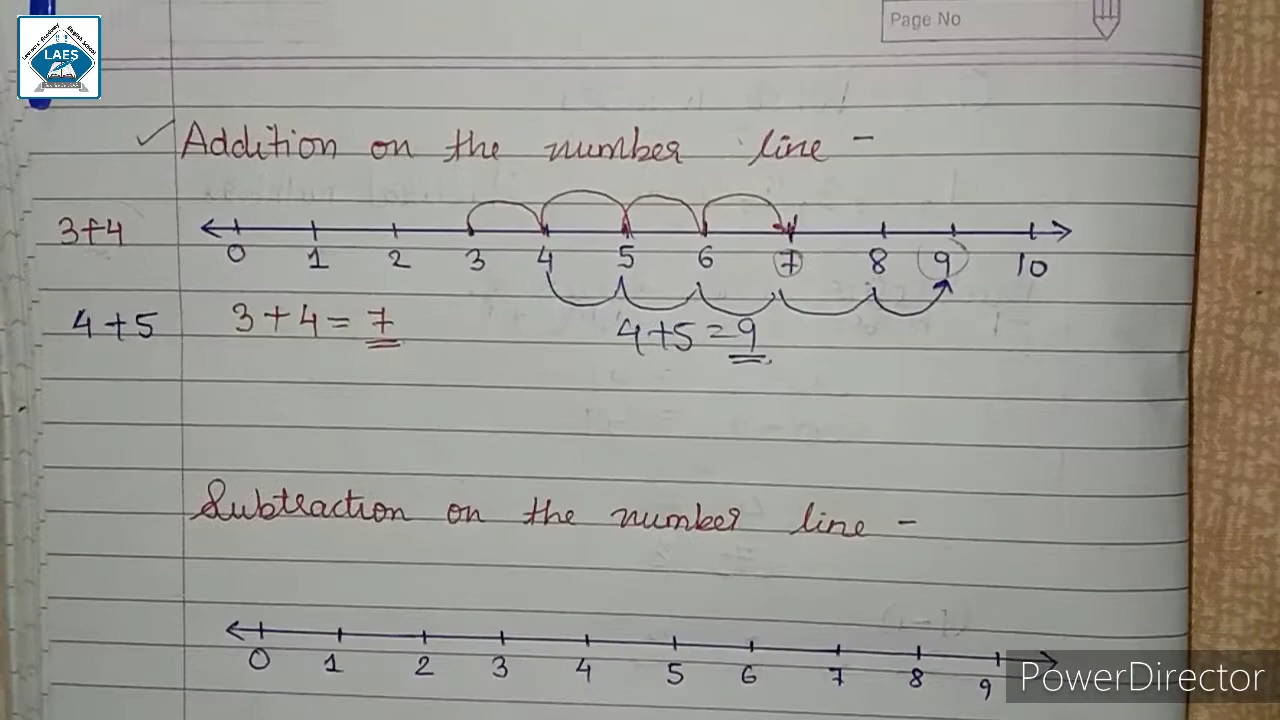 Page No
LAES
Addition on the number line -
3+4
0 1 2 3 4 5 6 7 8 9 10
4+5 3+4=7 4+5=9
Subtraction on the number line -
0 1 2 3 4 5 6 7 8 9
PowerDirector